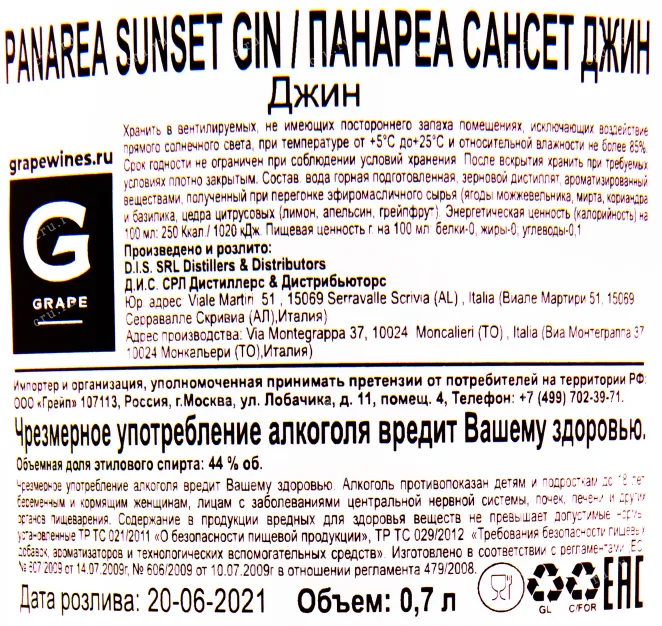 PANAREA SUNSET GIN / ПАНАРЕА САНСЕТ ДЖИН
Джин
grapewines.ru
G
GRAPE
Хранить в вентилируемых, не имеющих постороннего запаха помещениях, исключающих воздействие
прямого солнечного света, при температуре от +5°С до+25°С и относительной влажности не более 85%.
Срок годности не ограничен при соблюдении условий хранения. После вскрытия хранить при требуемых
условиях плотно закрытым. Состав: вода горная подготовленная, зерновой дистиллят, ароматизированный
веществами, полученный при перегонке эфиромасличного сырья (ягоды можжевельника, мирта, кориандра
и базилика, цедра цитрусовых (лимон, апельсин, грейпфрут). Энергетическая ценность (калорийность) на
100 мл: 250 Ккал./ 1020 кДж. Пищевая ценность г. на 100 мл: белки-0, жиры-0, углеводы-0,1
Произведено и розлито:
D.I.S. SRL Distillers & Distributors
Д.И.С. СРЛ Дистиллерс & Дистрибьюторс
Юр. адрес: Viale Martiri 51 , 15069 Serravalle Scrivia (AL) , Italia (Виале Мартири 51, 15069
Серравалле Скривиа (АЛ),Италия)
Адрес производства: Via Montegrappa 37, 10024 Moncalieri (TO) , Italia (Виа Монтеграппа 37
10024 Монкальери (ТО),Италия)
Импортер и организация, уполномоченная принимать претензии от потребителей на территории РФ:
ООО «Грейп» 107113, Россия, г.Москва, ул. Лобачика, д. 11, помещ. 4, Телефон: +7 (499) 702-39-71.
Чрезмерное употребление алкоголя вредит Вашему здоровью.
Объемная доля этилового спирта: 44 % об.
Чрезмерное употребление алкоголя вредит Вашему здоровью. Алкоголь противопоказан детям и подросткам до 18 лет,
беременным и кормящим женщинам, лицам с заболеваниями центральной нервной системы, почек, печени и других
органов пищеварения. Содержание в продукции вредных для здоровья веществ не превышает допустимые нормы,
установленные ТР ТС 021/2011 «О безопасности пищевой продукции», ТР ТС 029/2012 «Требования безопасности пищевых
добавок, ароматизаторов и технологических вспомогательных средств». Изготовлено в соответствии с регламентами ЕС
№ 607/2009 от 14.07.2009г, № 606/2009 от 10.07.2009г в отношении регламента 479/2008.
Дата розлива: 20-06-2021 Объем: 0,7 л
GL
C/FOR
EAC